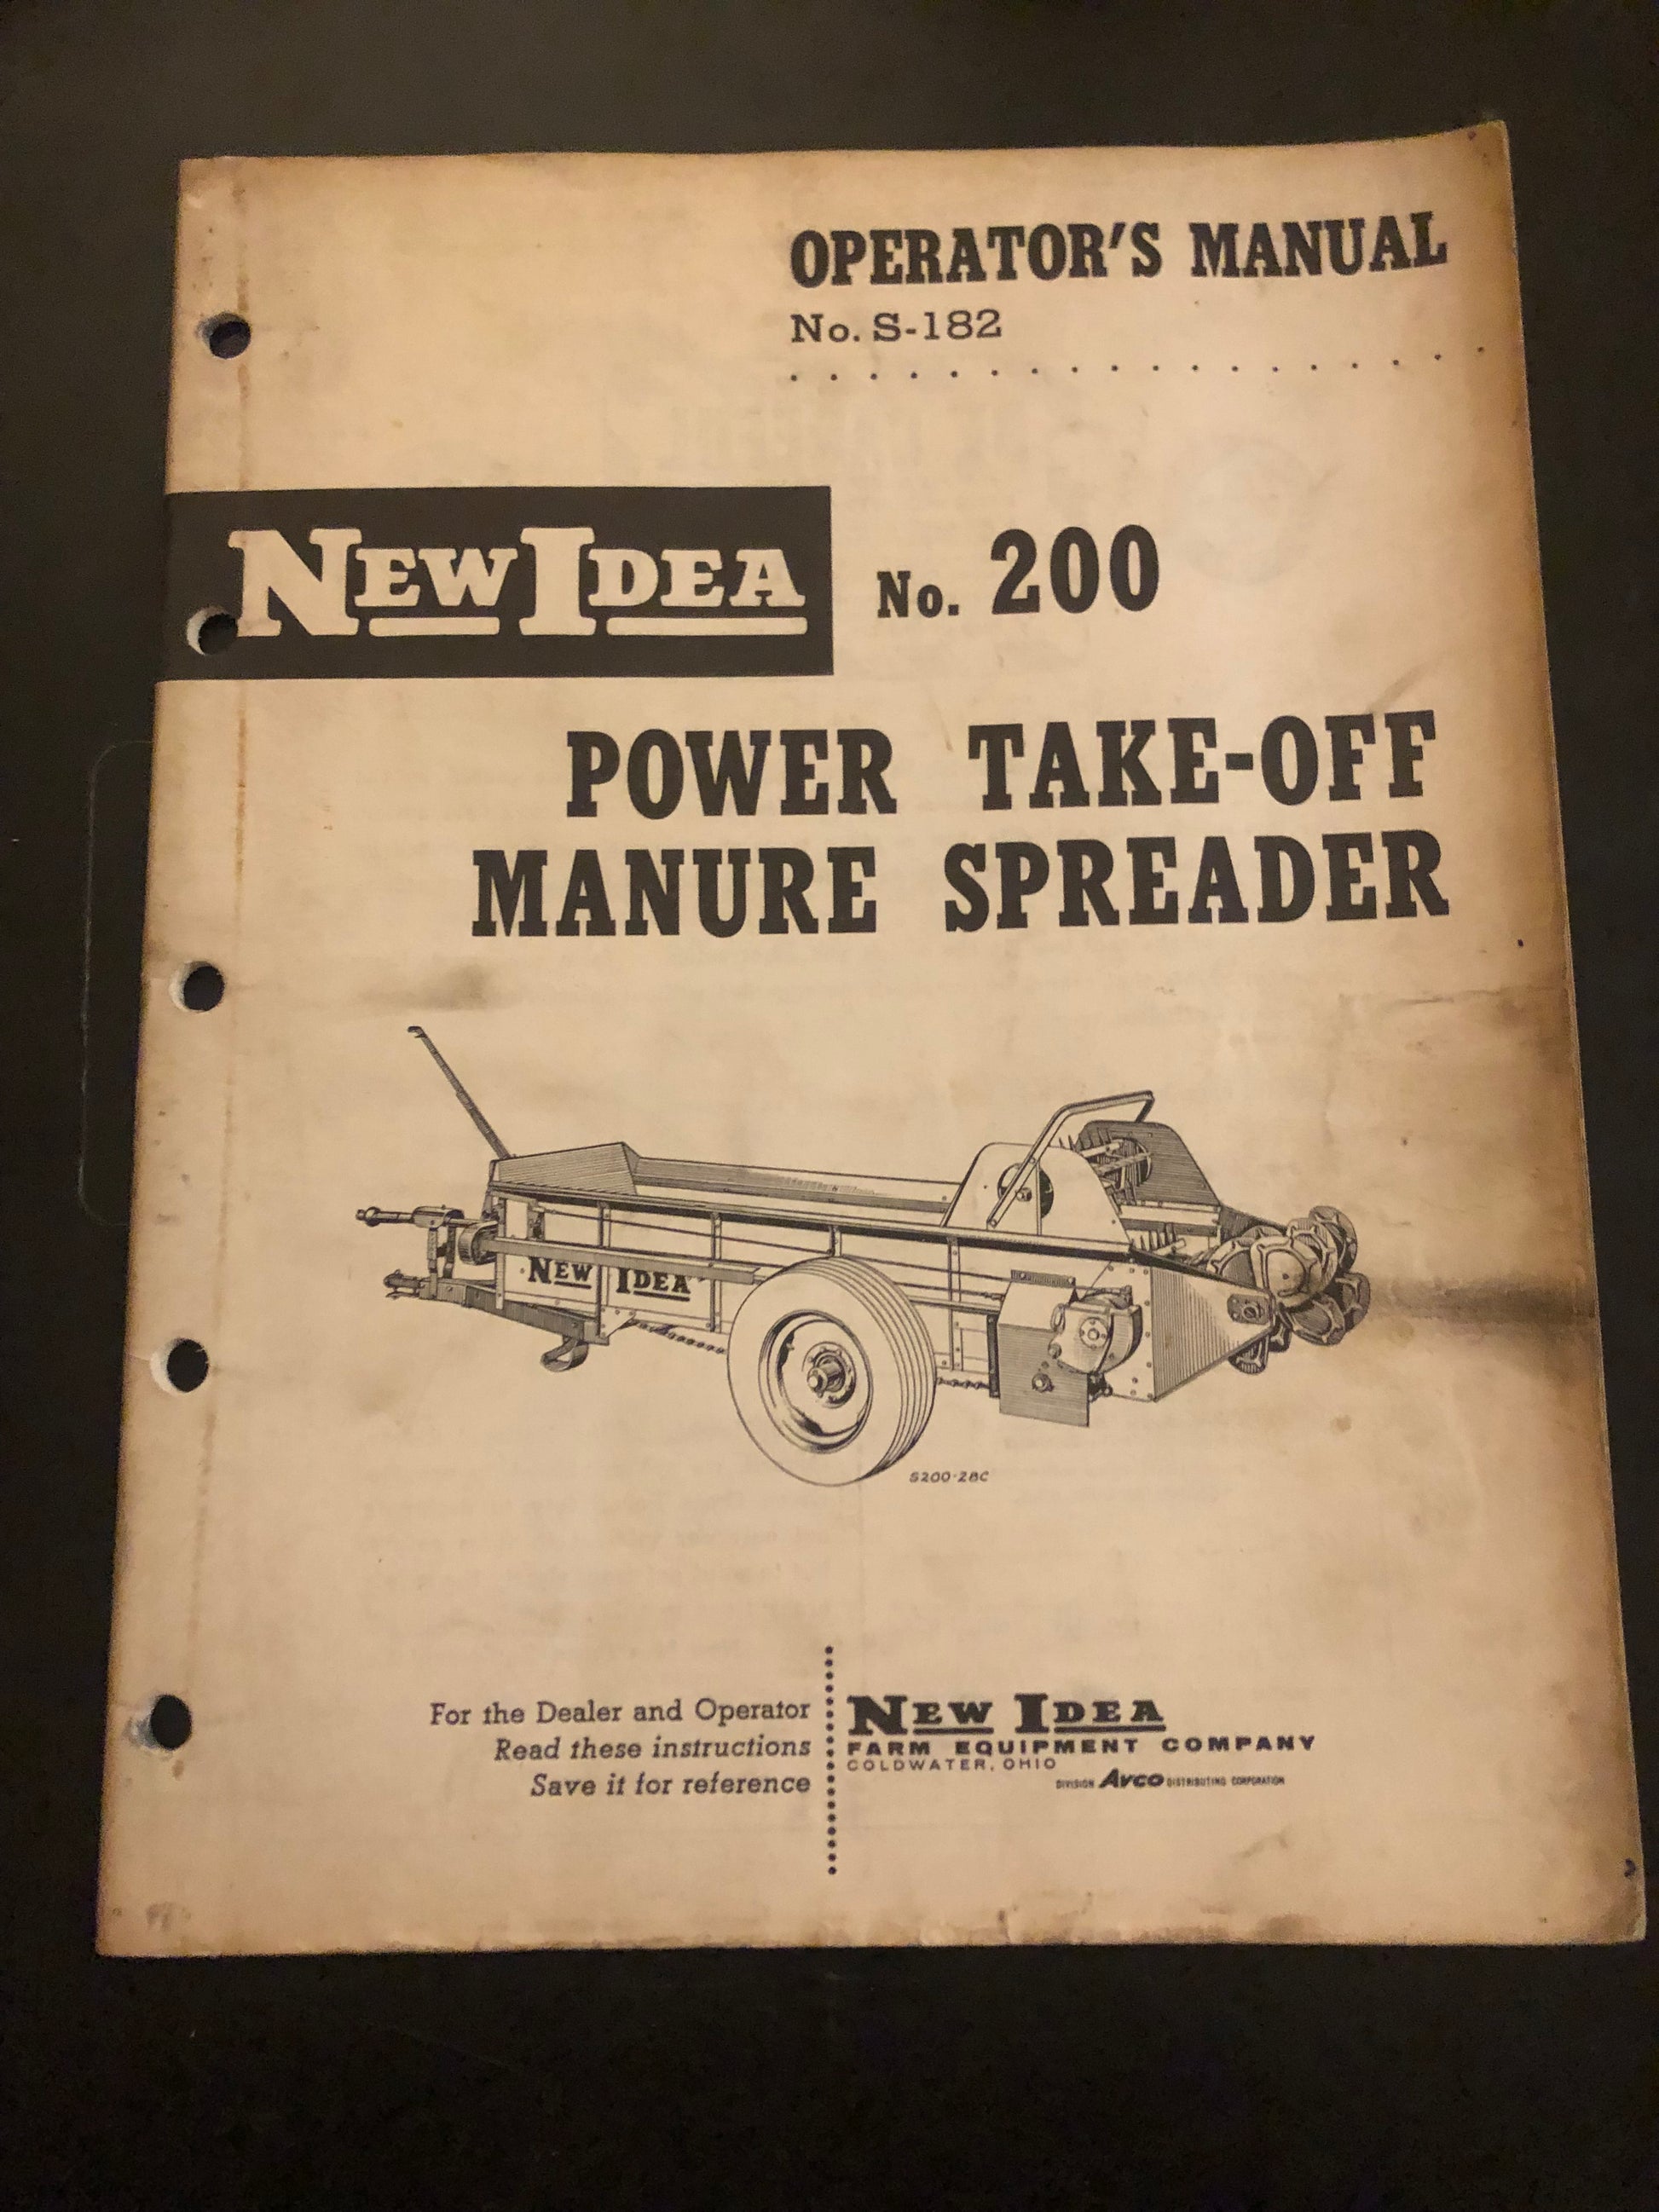 OPERATOR'S MANUAL
No. S-182
NEW IDEA No. 200
POWER TAKE-OFF
MANURE SPREADER
NEW IDEA
S200-28C
For the Dealer and Operator
Read these instructions
Save it for reference
NEW IDEA
FARM EQUIPMENT COMPANY
COLDWATER, OHIO
DIVISION AVCO DISTRIBUTING CORPORATION